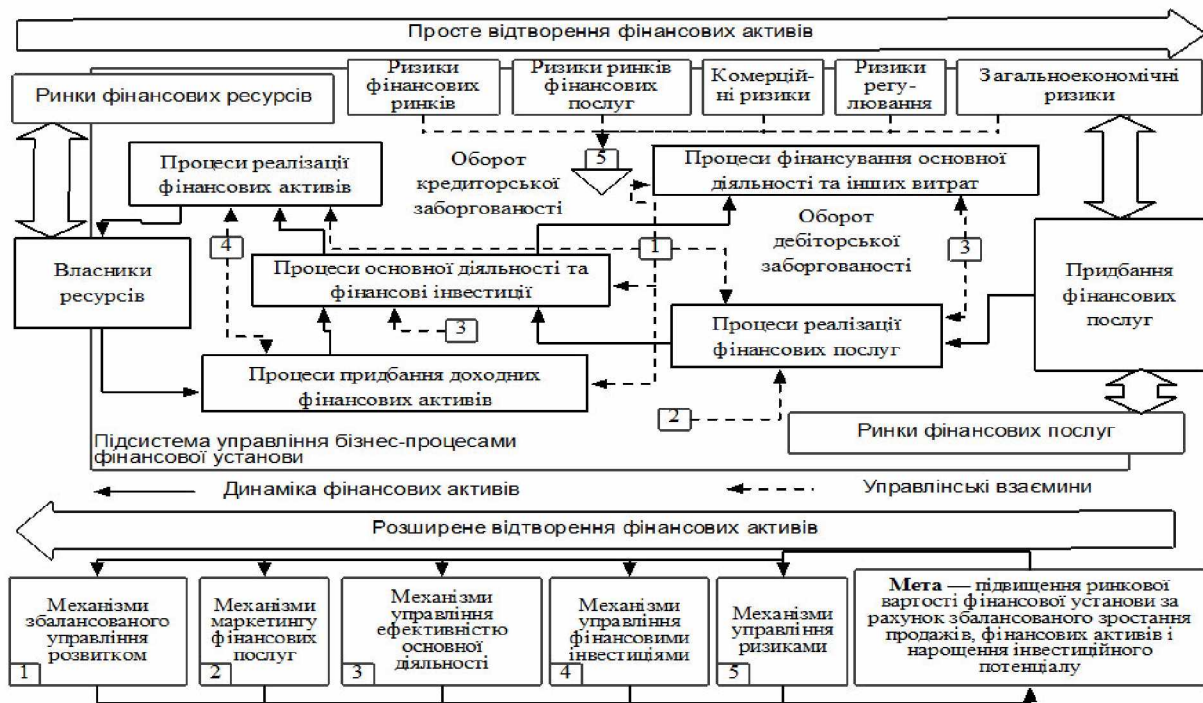 Просте відтворення фінансових активів
Ринки фінансових ресурсів
Ризики
фінансових
ринків
Ризики ринків
фінансових
послуг
Комерцій-
ні ризики
Ризики
регу-
лювання
Загальноекономічні
ризики
Процеси реалізації
фінансових активів
Оборот
кредиторської
заборгованості
5
Процеси фінансування основної
діяльності та інших витрат
4
1
Оборот
дебіторської
заборгованості
3
Власники
ресурсів
Процеси основної діяльності та
фінансові інвестиції
Придбання
фінансових
послуг
3
Процеси реалізації
фінансових послуг
Процеси придбання доходних
фінансових активів
2
Ринки фінансових послуг
Підсистема управління бізнес-процесами
фінансової установи
Динаміка фінансових активів
Управлінські взаємини
Розширене відтворення фінансових активів
Механізми
збалансованого
управління
розвитком
1
Механізми
маркетингу
фінансових
послуг
2
Механізми
управління
ефективністю
основної
діяльності
3
Механізми
управління
фінансовими
інвестиціями
4
Механізми
управління
ризиками
5
Мета — підвищення ринкової
вартості фінансової установи за
рахунок збалансованого зростання
продажів, фінансових активів і
нарощення інвестиційного
потенціалу